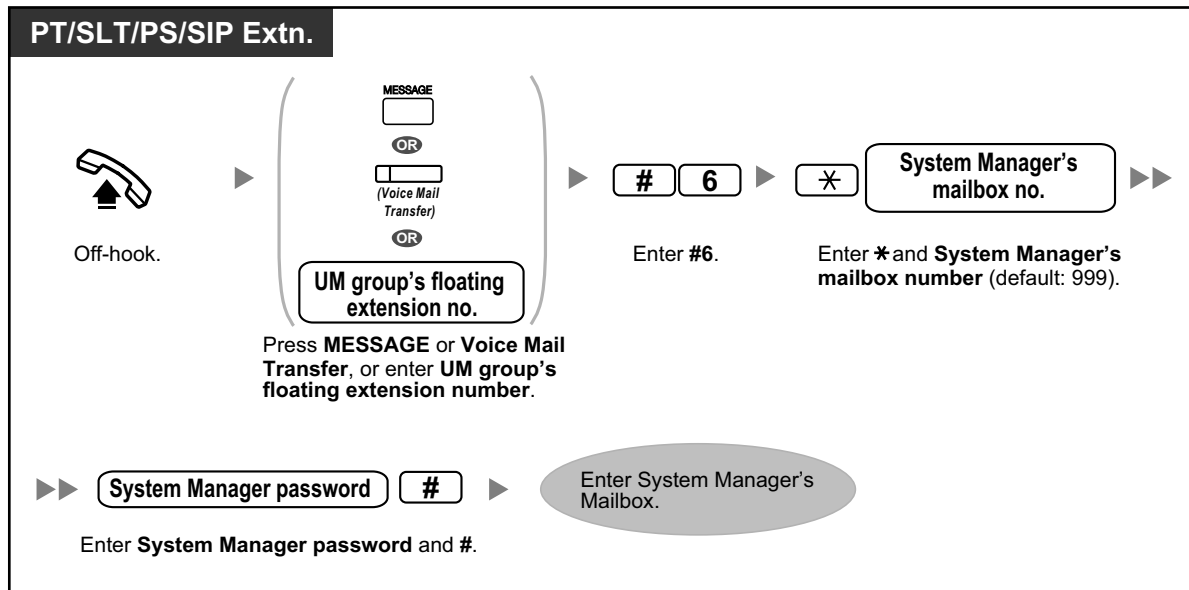 PT/SLT/PS/SIP Extn.
MESSAGE
OR
(Voice Mail
Transfer)
OR
UM group's floating
extension no.
# 6
✳ System Manager's
mailbox no.
Off-hook.
Press MESSAGE or Voice Mail
Transfer, or enter UM group's
floating extension number.
Enter #6.
Enter ✳ and System Manager's
mailbox number (default: 999).
System Manager password #
Enter System Manager password and #.
Enter System Manager's
Mailbox.